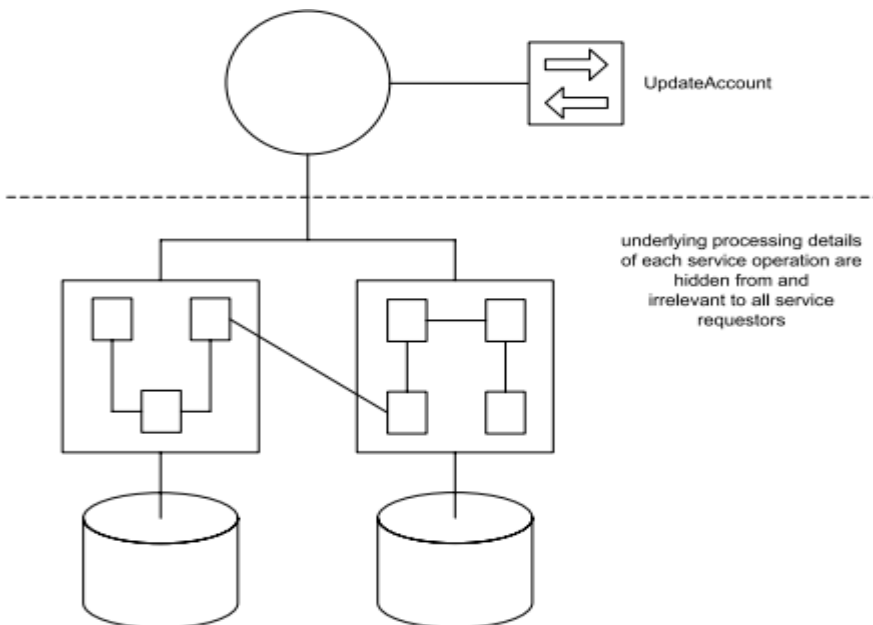 UpdateAccount
underlying processing details
of each service operation are
hidden from and
irrelevant to all service
requestors